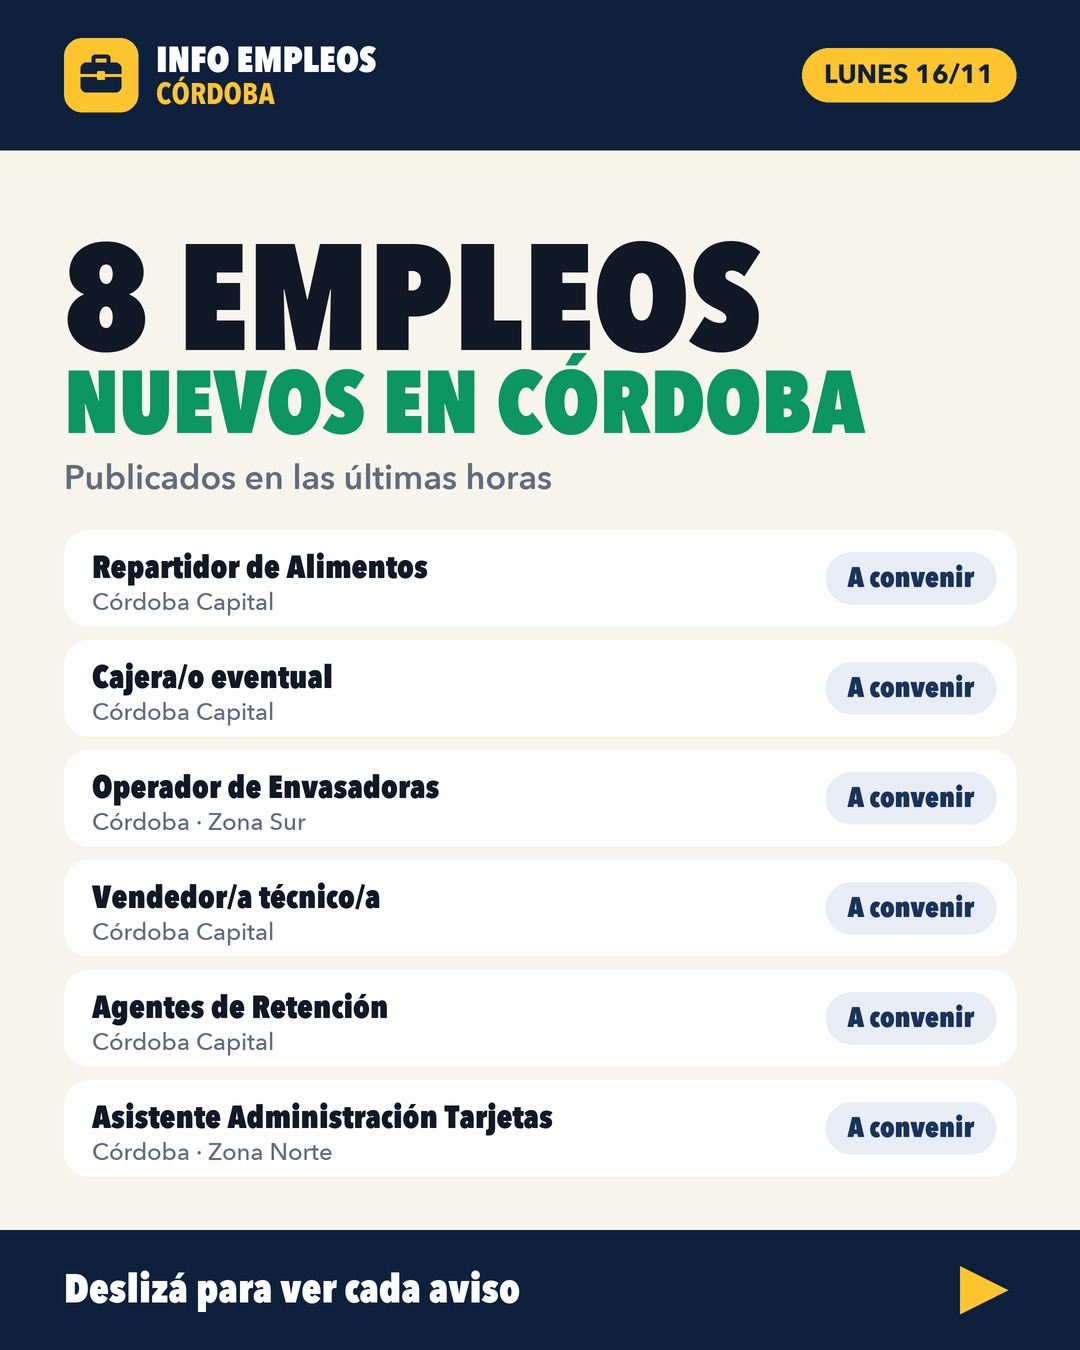 INFO EMPLEOS
CÓRDOBA
LUNES 16/11
8 EMPLEOS
NUEVOS EN CÓRDOBA
Publicados en las últimas horas
Repartidor de Alimentos
Córdoba Capital
A convenir
Cajera/o eventual
Córdoba Capital
A convenir
Operador de Envasadoras
Córdoba · Zona Sur
A convenir
Vendedor/a técnico/a
Córdoba Capital
A convenir
Agentes de Retención
Córdoba Capital
A convenir
Asistente Administración Tarjetas
Córdoba · Zona Norte
A convenir
Deslizá para ver cada aviso